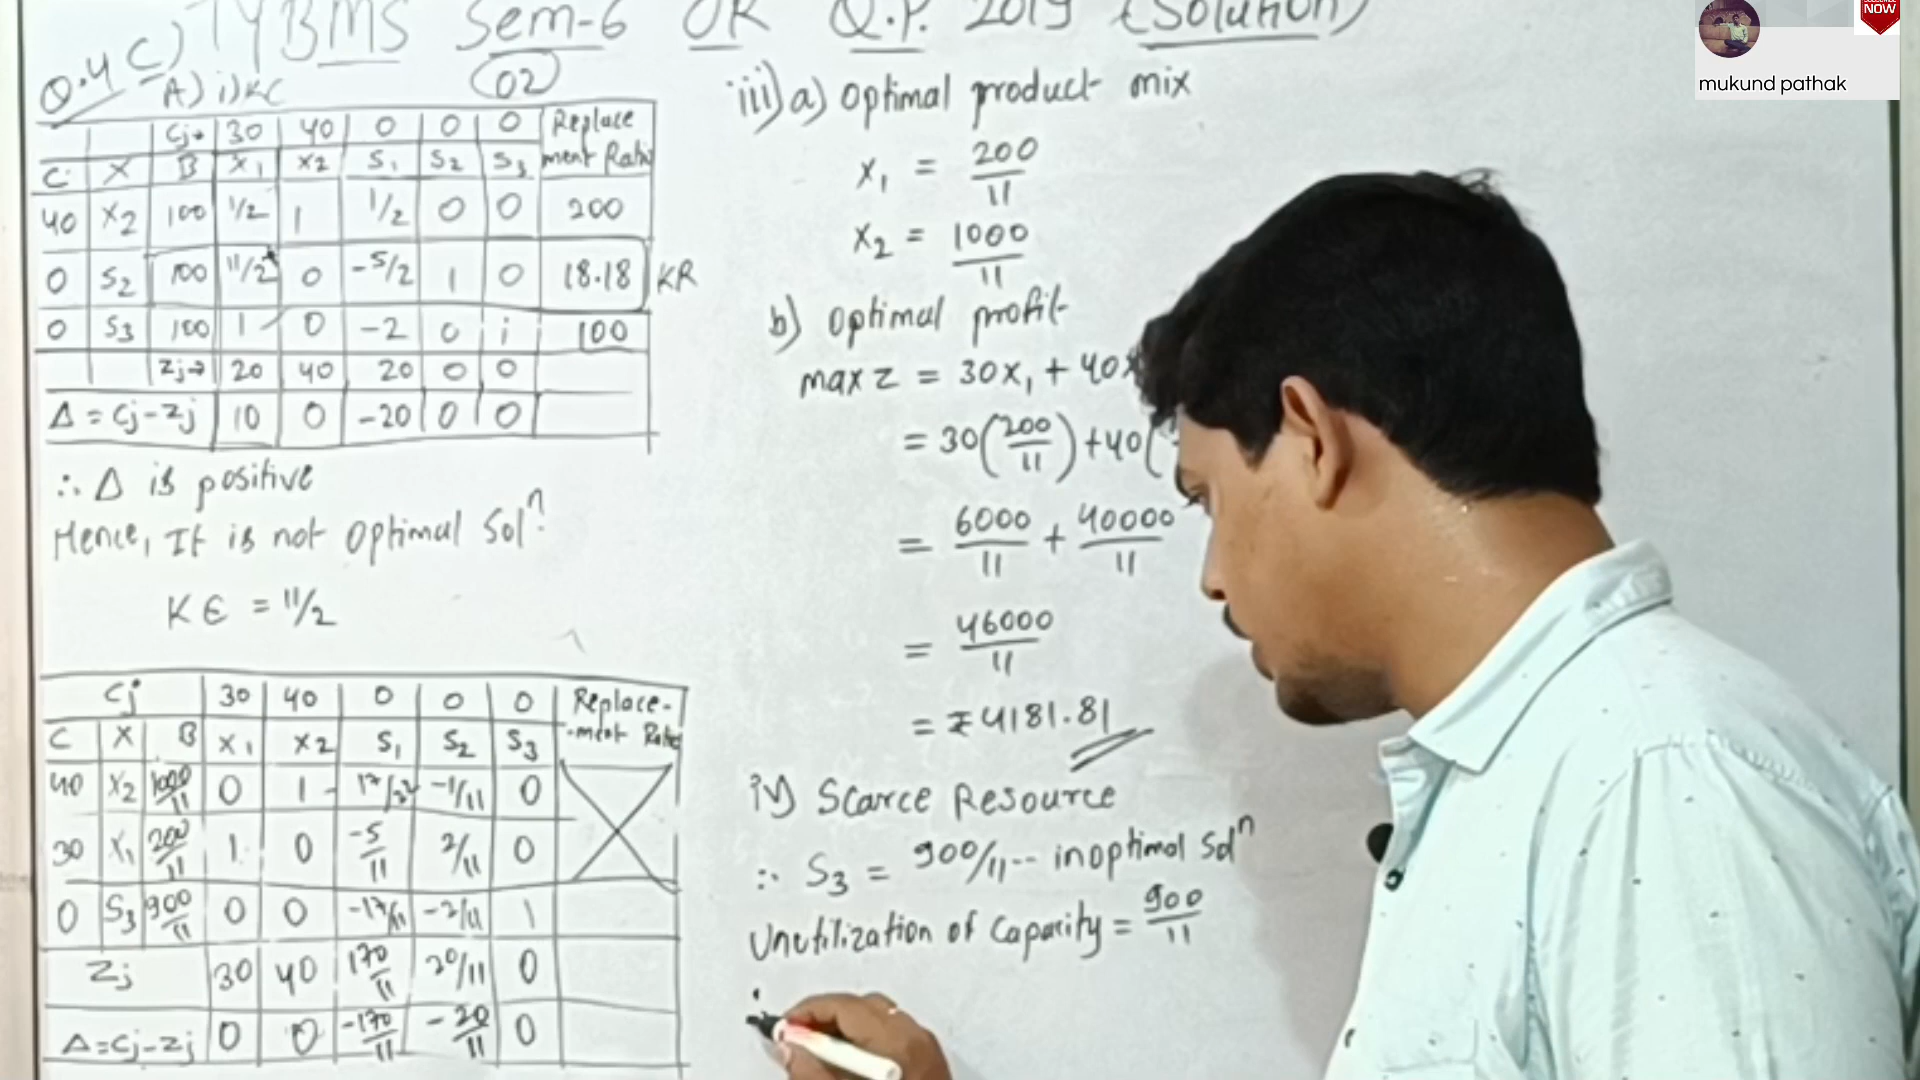 TYBMS Sem-6 OR Q.P. 2019 (Solution)
Q.4 C)
A) i) KC
02
Cj→ 30 40 0 0 0 Replace
C X B X1 X2 S1 S2 S3 ment Ratio
40 X2 100 1/2 1 1/2 0 0 200
0 S2 100 11/2 0 -5/2 1 0 18.18 KR
0 S3 100 1 0 -2 0 1 100
Zj→ 20 40 20 0 0
Δ = Cj-Zj 10 0 -20 0 0
∴ Δ is positive
Hence, It is not optimal Solⁿ.
KE = 11/2
Cj 30 40 0 0 0 Replace-
C X B X1 X2 S1 S2 S3 -ment Ratio
40 X2 1000/11 0 1 -1/11 0
30 X1 200/11 1 0 -5/11 2/11 0
0 S3 900/11 0 0 -17/11 -2/11 1
Zj 30 40 170/11 20/11 0
Δ=Cj-Zj 0 0 -170/11 -20/11 0
iii) a) optimal product mix
X1 = 200/11
X2 = 1000/11
b) optimal profit
max Z = 30X1 + 40X
= 30(200/11) + 40(
= 6000/11 + 40000/11
= 46000/11
= ₹4181.81
iv) Scarce Resource
∴ S3 = 900/11 -- in optimal Solⁿ
Unutilization of Capacity = 900/11
NOW
mukund pathak